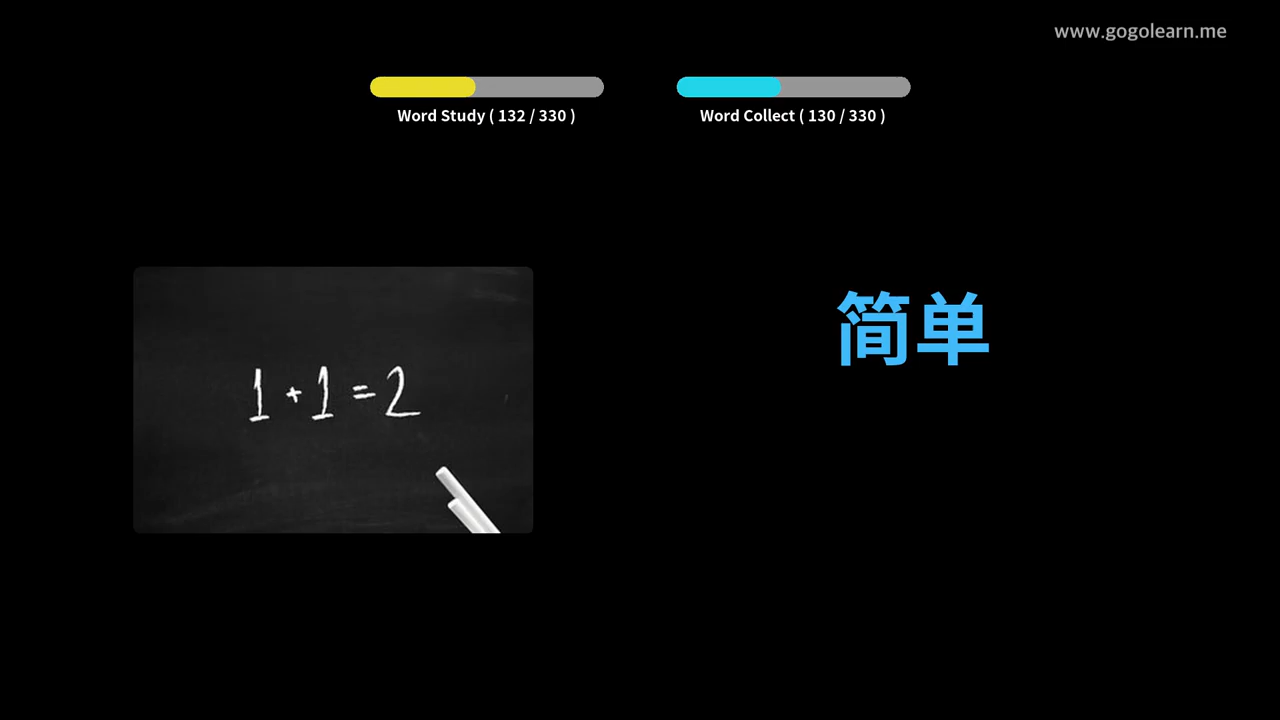 www.gogolearn.me
Word Study ( 132 / 330 )
Word Collect ( 130 / 330 )
简单
1 + 1 = 2